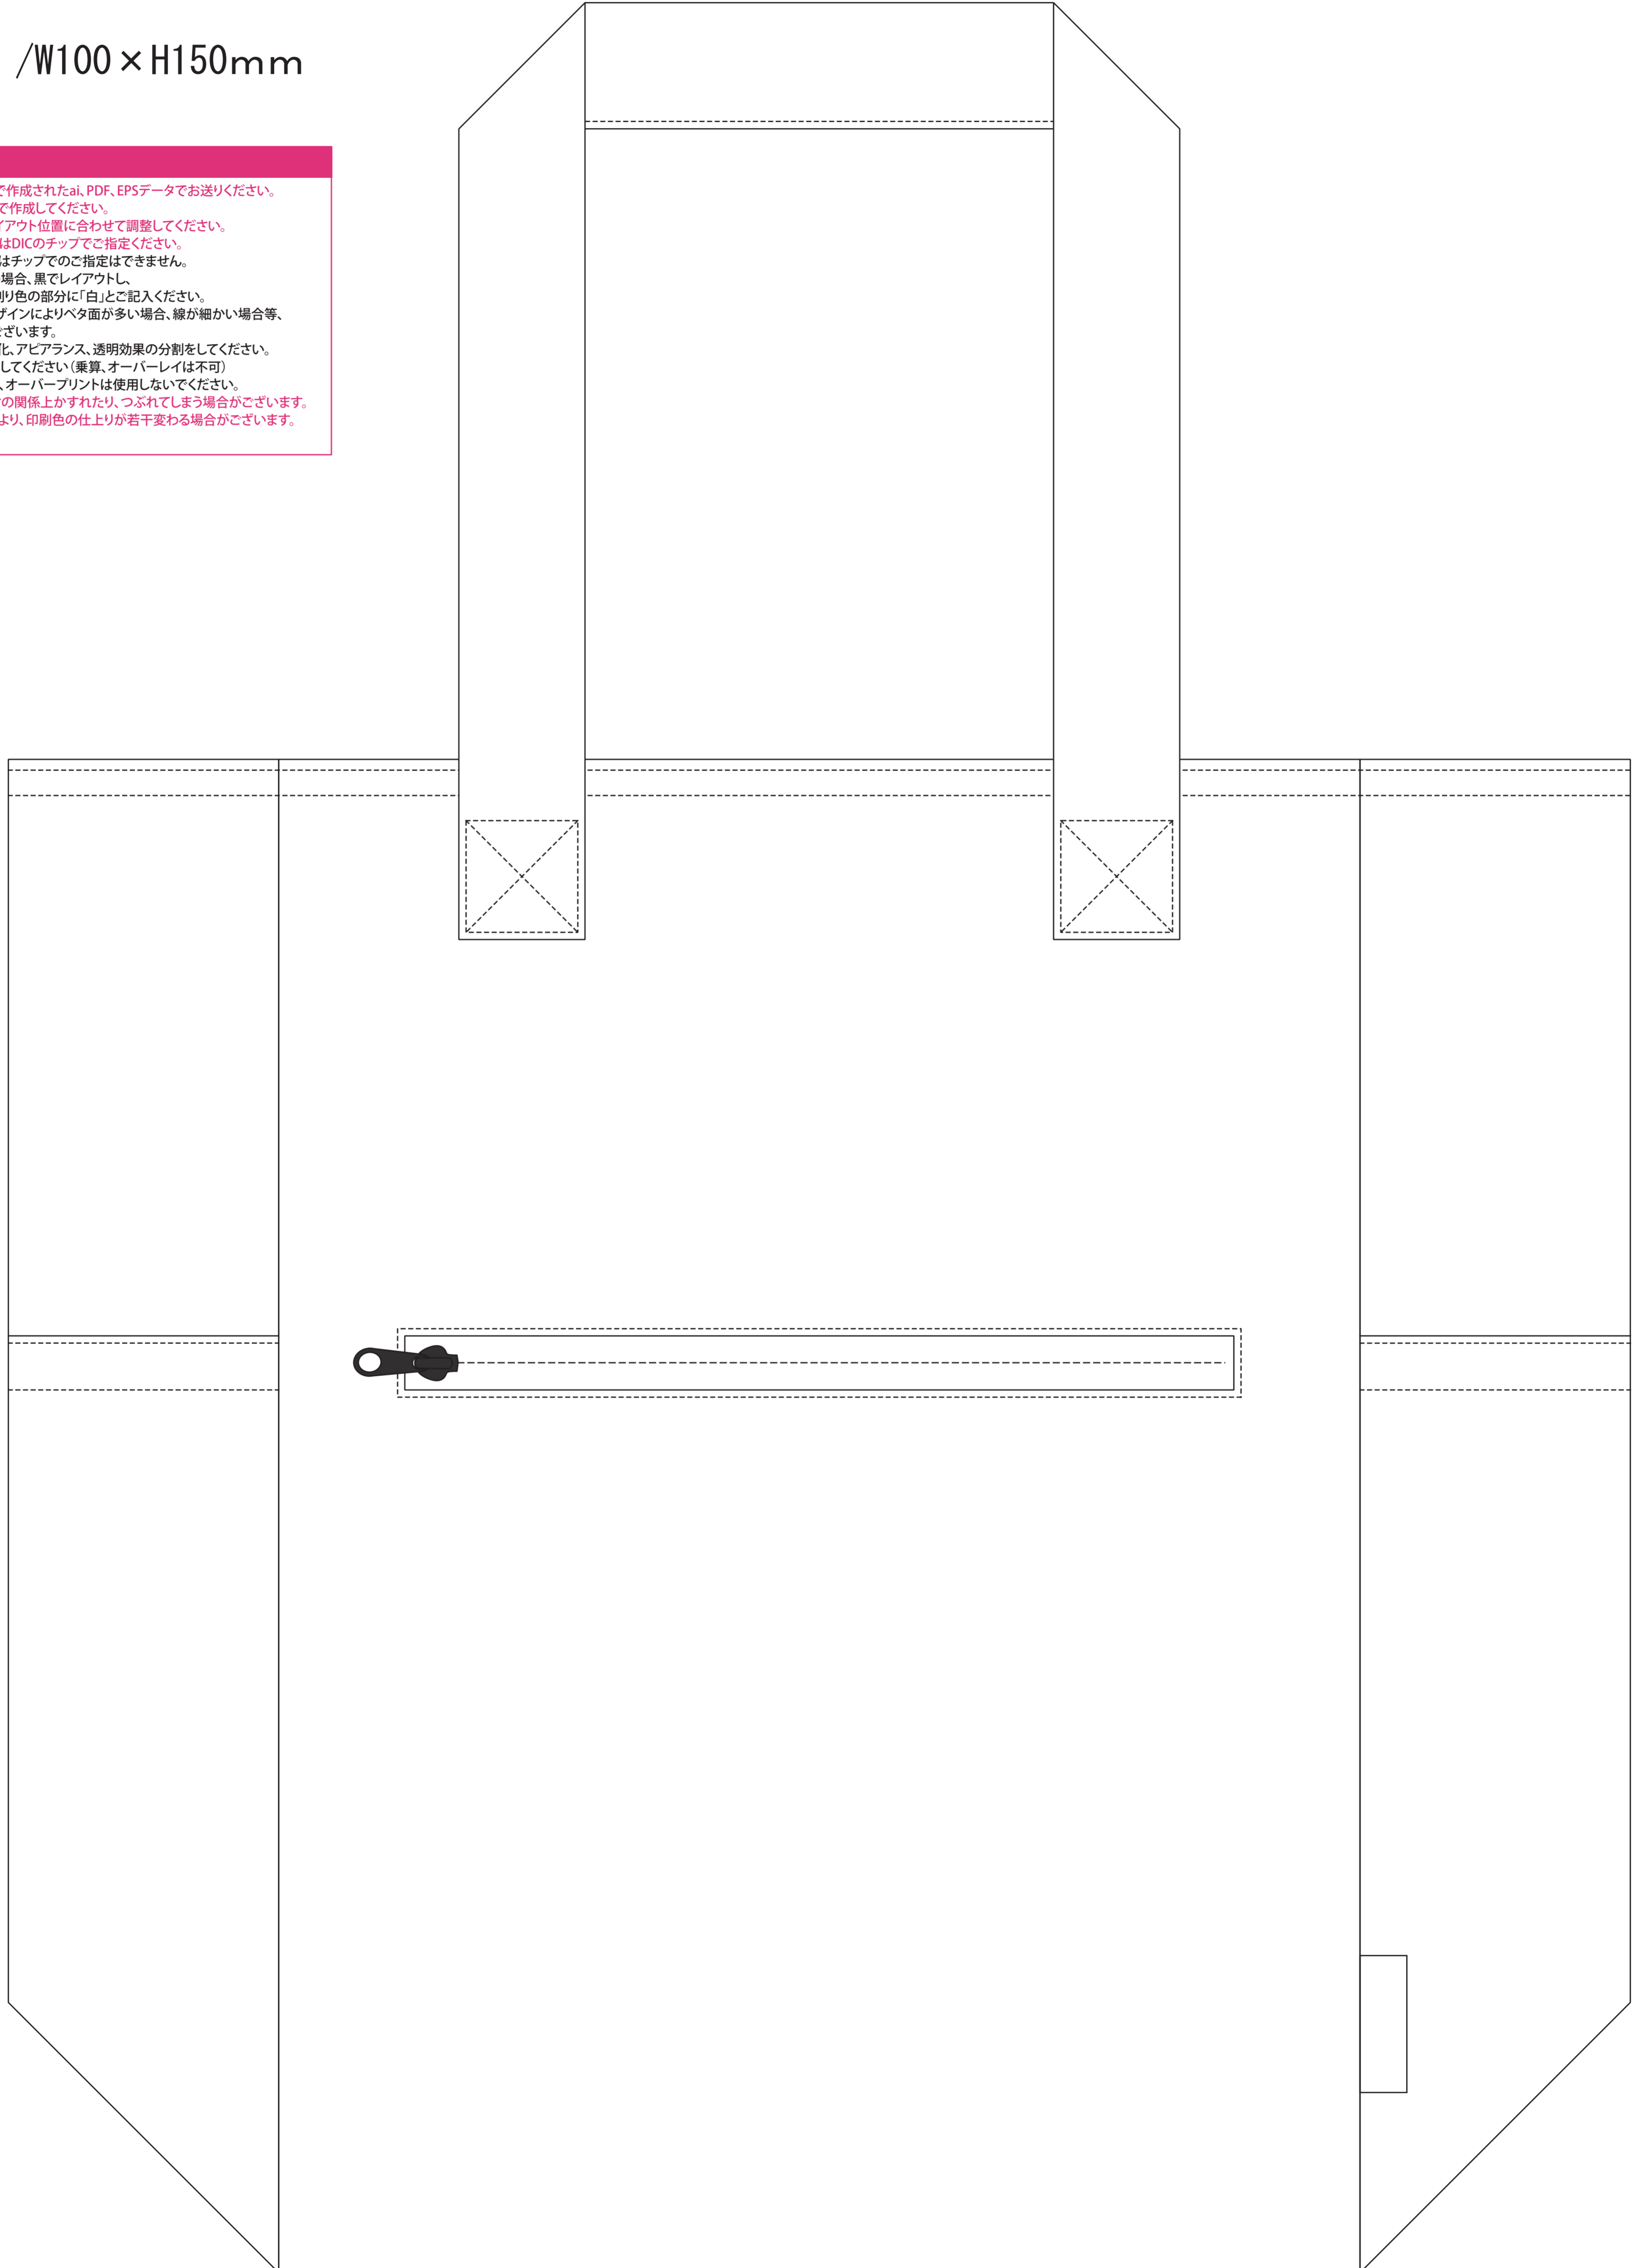 /W100×H150mm
で作成されたai、PDF、EPSデータでお送りください。
で作成してください。
イアウト位置に合わせて調整してください。
はDICのチップでご指定ください。
はチップでのご指定はできません。
場合、黒でレイアウトし、
刷り色の部分に「白」とご記入ください。
ザインによりベタ面が多い場合、線が細かい場合等、
ございます。
化、アピアランス、透明効果の分割をしてください。
してください（乗算、オーバーレイは不可）
、オーバープリントは使用しないでください。
の関係上かすれたり、つぶれてしまう場合がございます。
より、印刷色の仕上りが若干変わる場合がございます。